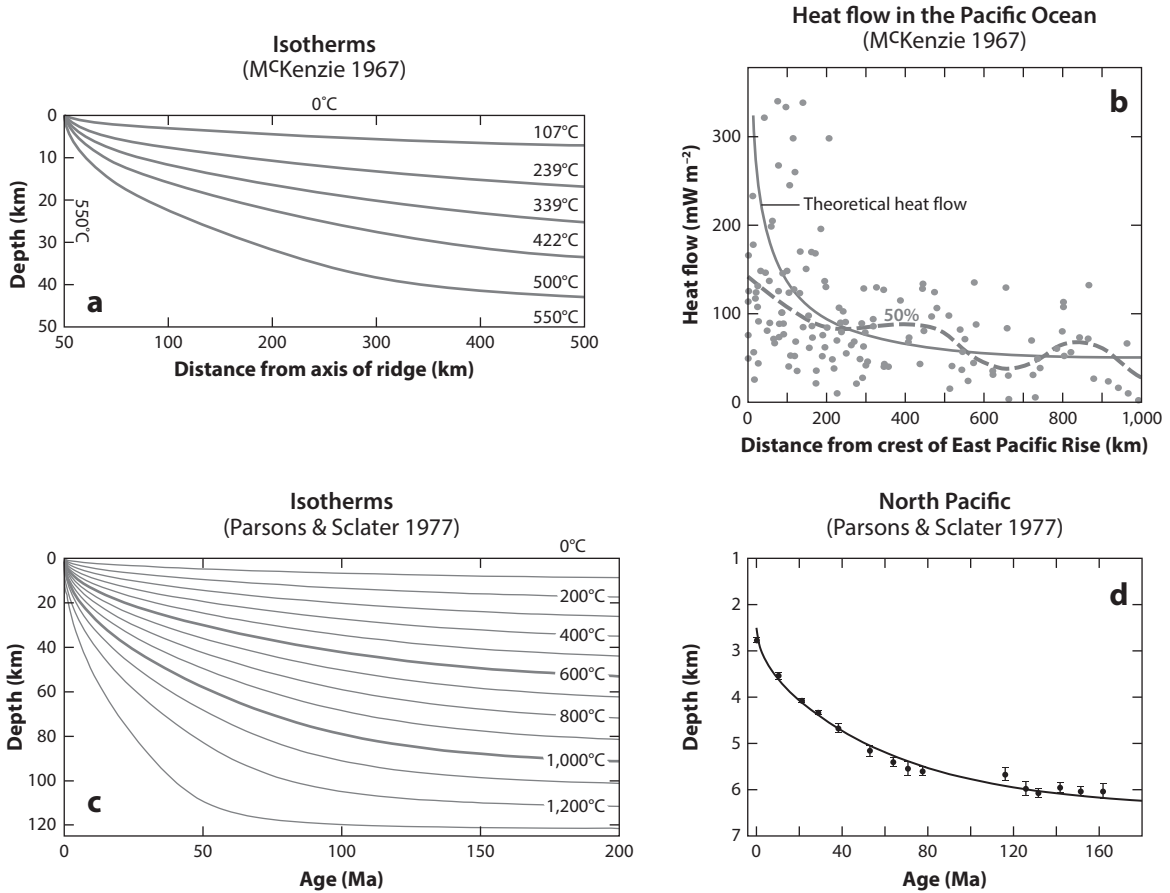 a
Isotherms
(McKenzie 1967)
0°C
0
10
20
30
40
50
Depth (km)
550°C
107°C
239°C
339°C
422°C
500°C
550°C
50 100 200 300 400 500
Distance from axis of ridge (km)
Heat flow in the Pacific Ocean
(McKenzie 1967)
b
300
200
100
0
Heat flow (mW m⁻²)
Theoretical heat flow
50%
0 200 400 600 800 1,000
Distance from crest of East Pacific Rise (km)
Isotherms
(Parsons & Sclater 1977)
0°C
0
20
40
60
80
100
120
Depth (km)
200°C
400°C
600°C
800°C
1,000°C
1,200°C
c
0 50 100 150 200
Age (Ma)
North Pacific
(Parsons & Sclater 1977)
d
1
2
3
4
5
6
7
Depth (km)
0 40 80 120 160
Age (Ma)